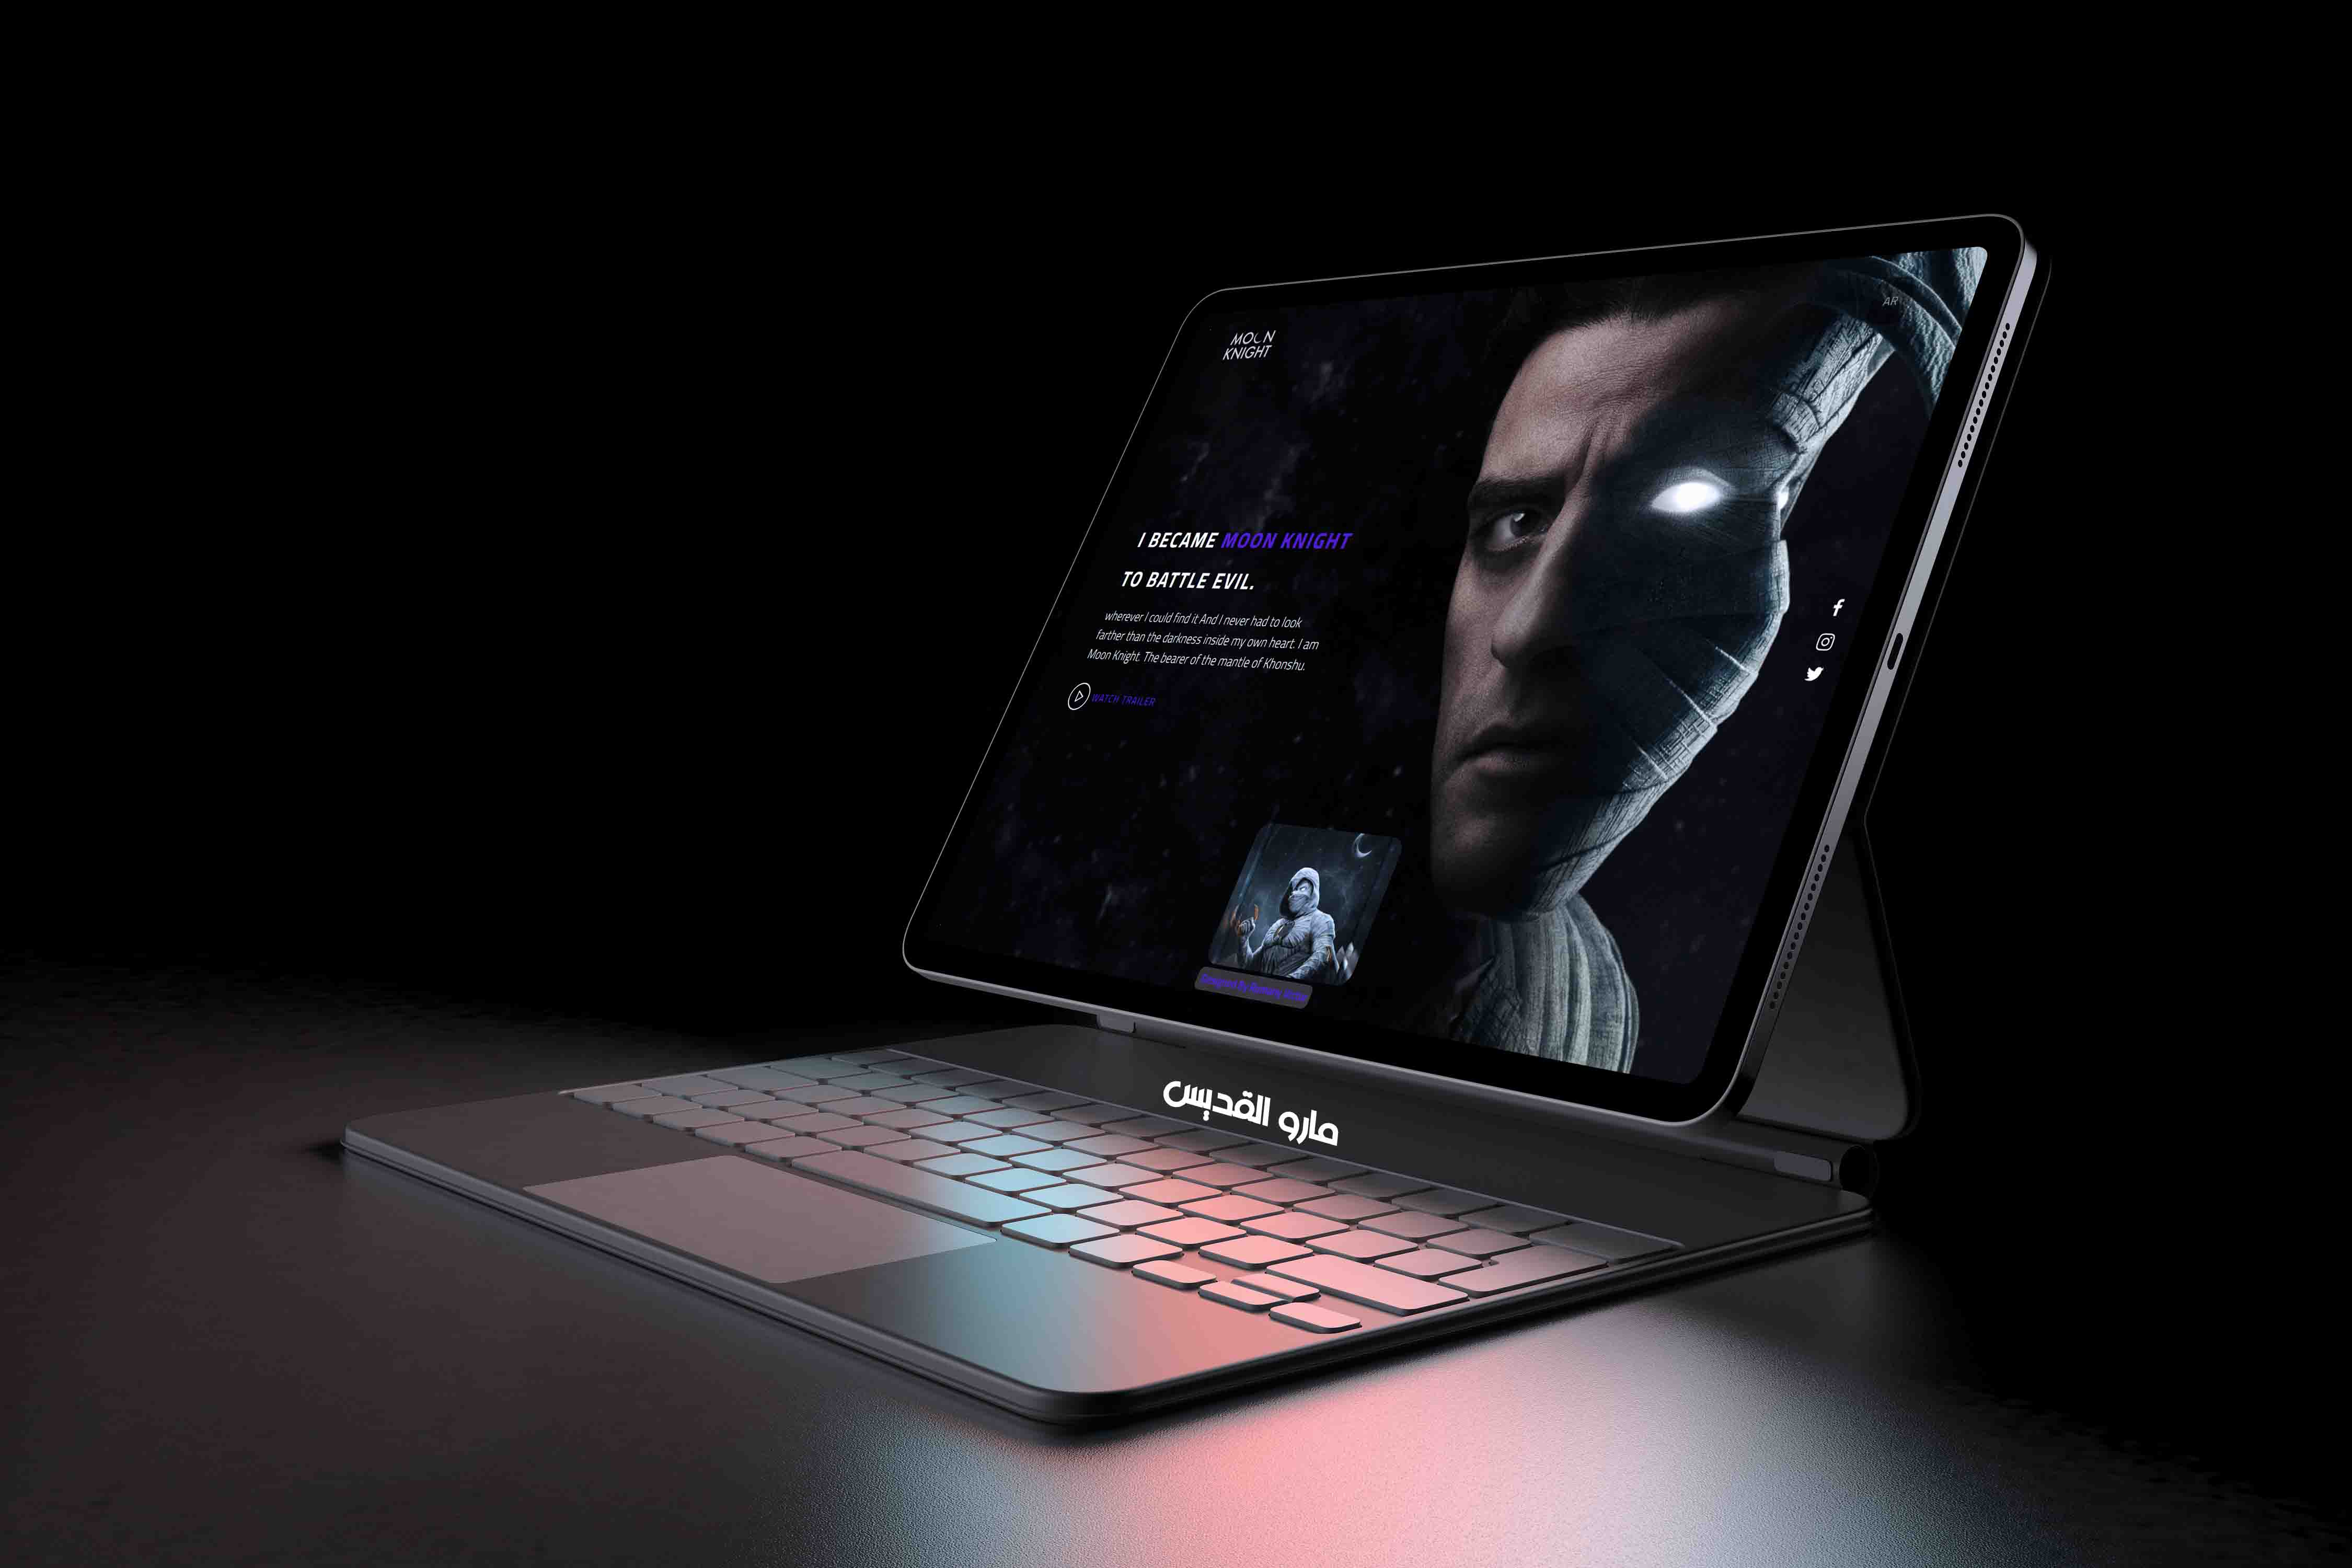 MOON
KNIGHT
AR
I BECAME MOON KNIGHT
TO BATTLE EVIL.
wherever I could find it And I never had to look
farther than the darkness inside my own heart. I am
Moon Knight. The bearer of the mantle of Khonshu.
WATCH TRAILER
مارو القديس